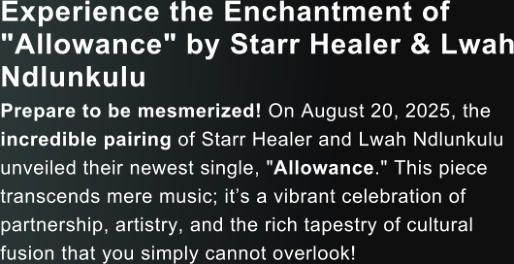 Experience the Enchantment of
"Allowance" by Starr Healer & Lwah
Ndlunkulu
Prepare to be mesmerized! On August 20, 2025, the
incredible pairing of Starr Healer and Lwah Ndlunkulu
unveiled their newest single, "Allowance." This piece
transcends mere music; it’s a vibrant celebration of
partnership, artistry, and the rich tapestry of cultural
fusion that you simply cannot overlook!